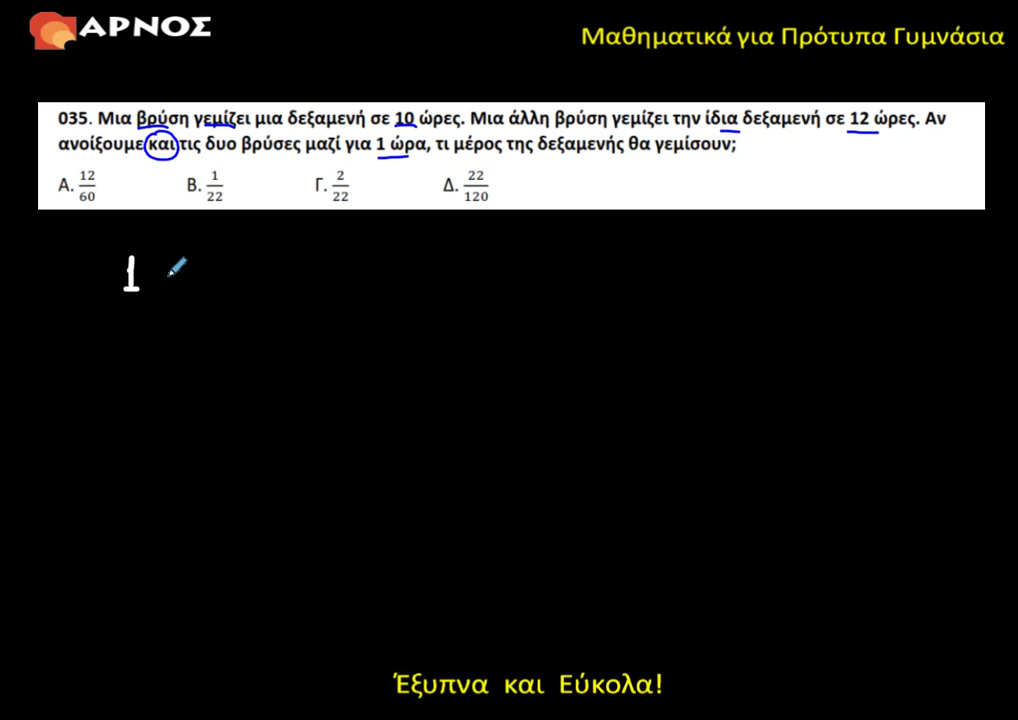 ΑΡΝΟΣ
Μαθηματικά για Πρότυπα Γυμνάσια
035. Μια βρύση γεμίζει μια δεξαμενή σε 10 ώρες. Μια άλλη βρύση γεμίζει την ίδια δεξαμενή σε 12 ώρες. Αν
ανοίξουμε και τις δυο βρύσες μαζί για 1 ώρα, τι μέρος της δεξαμενής θα γεμίσουν;
Α. 12/60 Β. 1/22 Γ. 2/22 Δ. 22/120
1
Έξυπνα και Εύκολα!